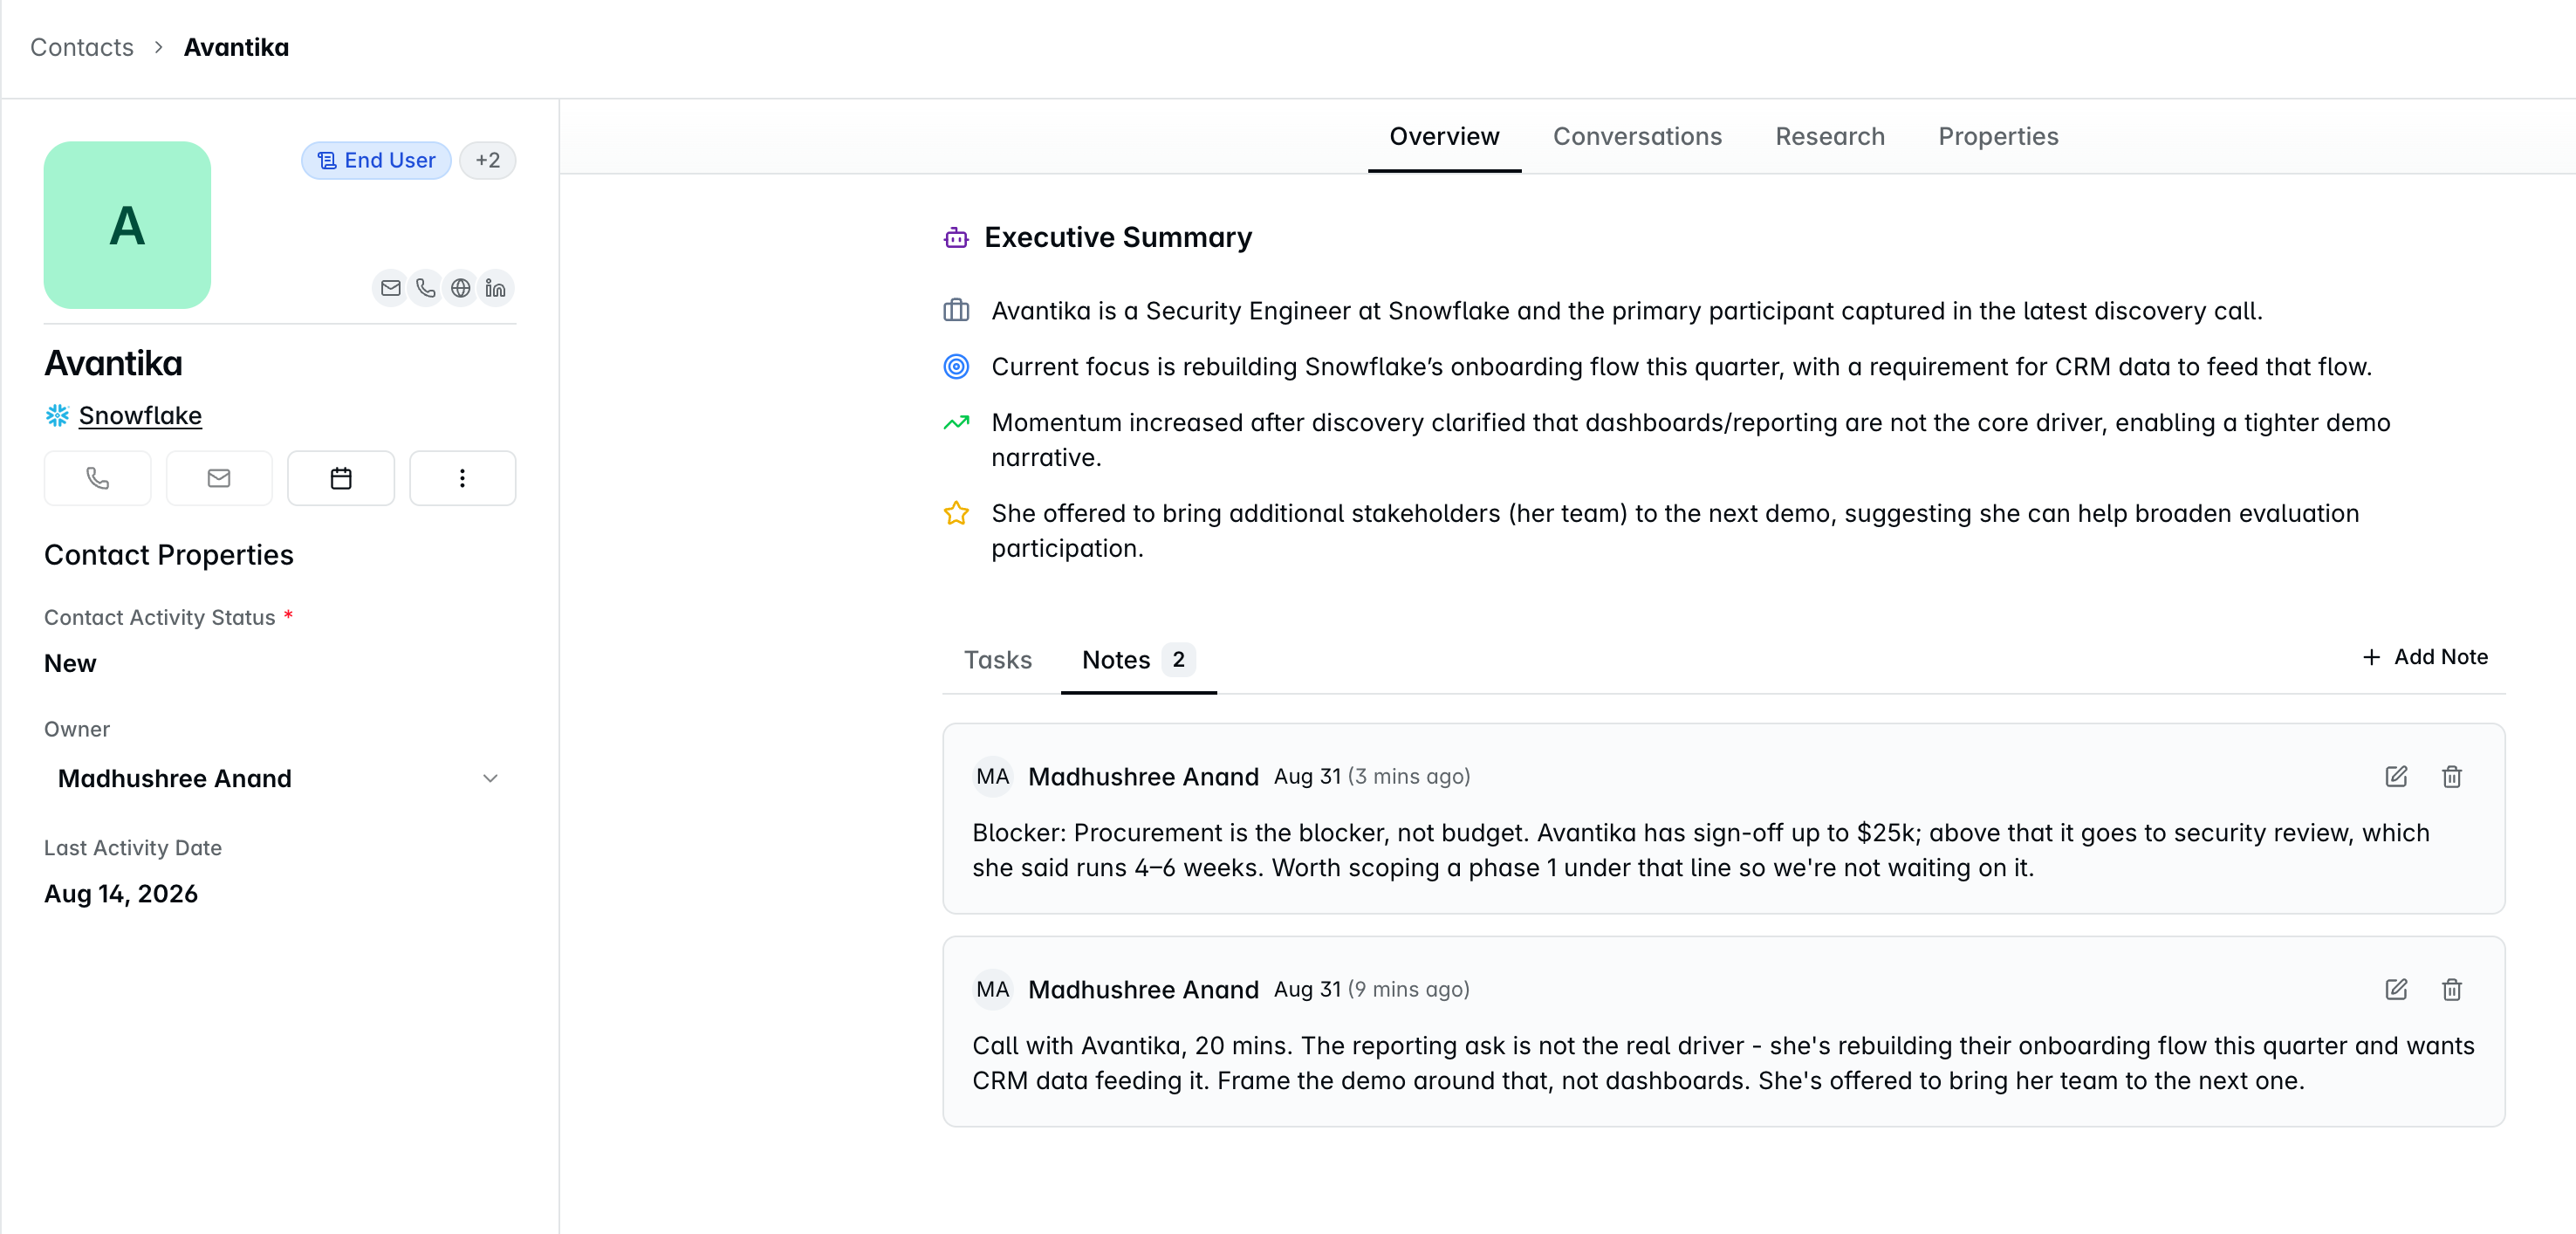 Contacts > Avantika
A
End User
+2
Avantika
Snowflake
Contact Properties
Contact Activity Status *
New
Owner
Madhushree Anand
Last Activity Date
Aug 14, 2026
Overview
Conversations
Research
Properties
Executive Summary
Avantika is a Security Engineer at Snowflake and the primary participant captured in the latest discovery call.
Current focus is rebuilding Snowflake’s onboarding flow this quarter, with a requirement for CRM data to feed that flow.
Momentum increased after discovery clarified that dashboards/reporting are not the core driver, enabling a tighter demo
narrative.
She offered to bring additional stakeholders (her team) to the next demo, suggesting she can help broaden evaluation
participation.
Tasks
Notes 2
+ Add Note
MA Madhushree Anand Aug 31 (3 mins ago)
Blocker: Procurement is the blocker, not budget. Avantika has sign-off up to $25k; above that it goes to security review, which
she said runs 4–6 weeks. Worth scoping a phase 1 under that line so we're not waiting on it.
MA Madhushree Anand Aug 31 (9 mins ago)
Call with Avantika, 20 mins. The reporting ask is not the real driver - she's rebuilding their onboarding flow this quarter and wants
CRM data feeding it. Frame the demo around that, not dashboards. She's offered to bring her team to the next one.